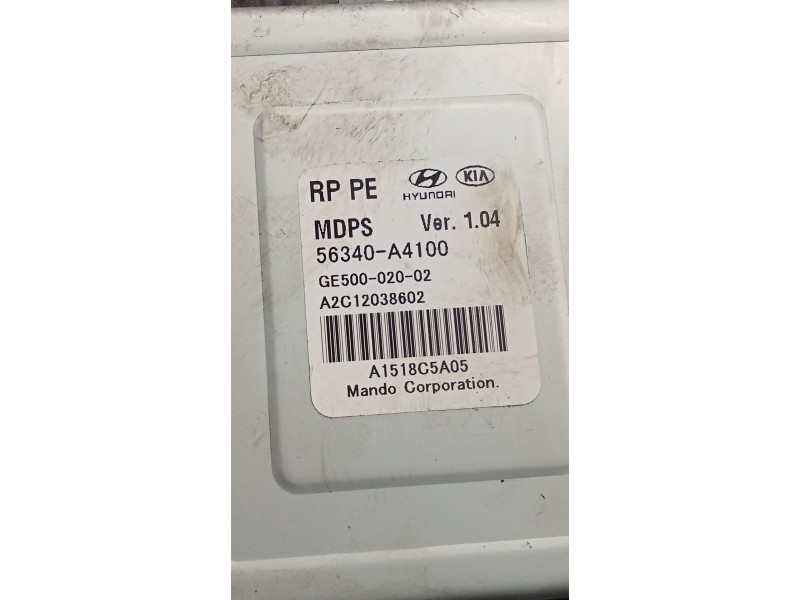 RP PE HYUNDAI KIA
MDPS Ver. 1.04
56340-A4100
GE500-020-02
A2C12038602
A1518C5A05
Mando Corporation.